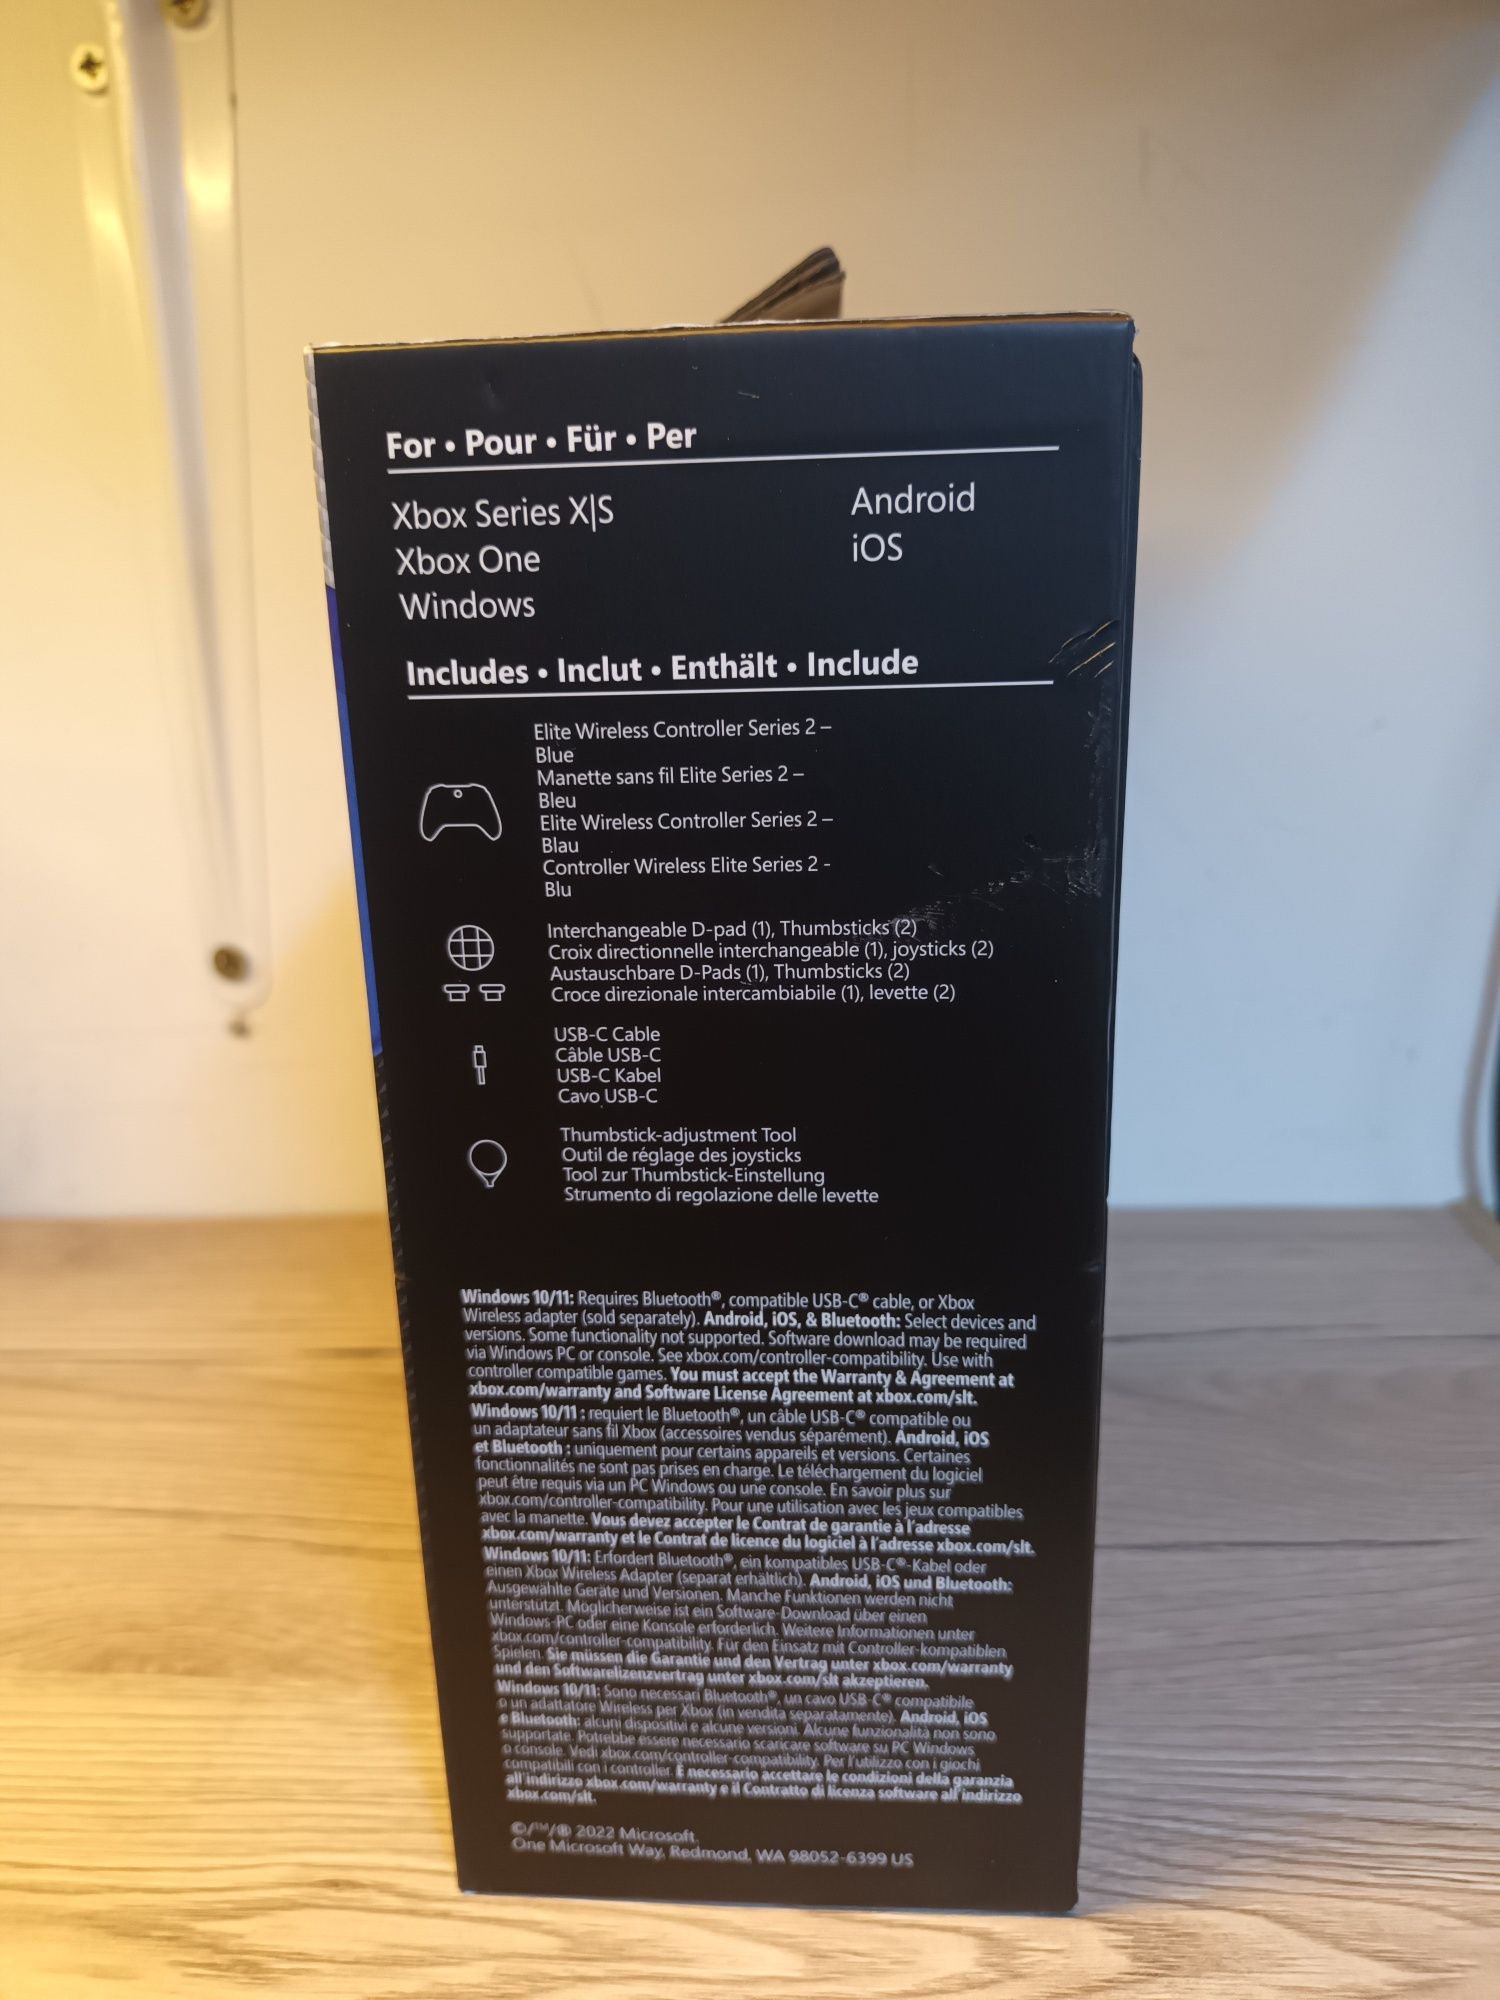 For • Pour • Für • Per
Xbox Series X|S
Xbox One
Windows
Android
iOS
Includes • Inclut • Enthält • Include
Elite Wireless Controller Series 2 –
Blue
Manette sans fil Elite Series 2 –
Bleu
Elite Wireless Controller Series 2 –
Blau
Controller Wireless Elite Series 2 -
Blu
Interchangeable D-pad (1), Thumbsticks (2)
Croix directionnelle interchangeable (1), joysticks (2)
Austauschbare D-Pads (1), Thumbsticks (2)
Croce direzionale intercambiabile (1), levette (2)
USB-C Cable
Câble USB-C
USB-C Kabel
Cavo USB-C
Thumbstick-adjustment Tool
Outil de réglage des joysticks
Tool zur Thumbstick-Einstellung
Strumento di regolazione delle levette
Windows 10/11: Requires Bluetooth®, compatible USB-C® cable, or Xbox
Wireless adapter (sold separately). Android, iOS, & Bluetooth: Select devices and
versions. Some functionality not supported. Software download may be required
via Windows PC or console. See xbox.com/controller-compatibility. Use with
controller compatible games. You must accept the Warranty & Agreement at
xbox.com/warranty and Software License Agreement at xbox.com/slt.
Windows 10/11 : requiert le Bluetooth®, un câble USB-C® compatible ou
un adaptateur sans fil Xbox (accessoires vendus séparément). Android, iOS
et Bluetooth : uniquement pour certains appareils et versions. Certaines
fonctionnalités ne sont pas prises en charge. Le téléchargement du logiciel
peut être requis via un PC Windows ou une console. En savoir plus sur
xbox.com/controller-compatibility. Pour une utilisation avec les jeux compatibles
avec la manette. Vous devez accepter le Contrat de garantie à l'adresse
xbox.com/warranty et le Contrat de licence du logiciel à l'adresse xbox.com/slt.
Windows 10/11: Erfordert Bluetooth®, ein kompatibles USB-C®-Kabel oder
einen Xbox Wireless Adapter (separat erhältlich). Android, iOS und Bluetooth:
Ausgewählte Geräte und Versionen. Manche Funktionen werden nicht
unterstützt. Möglicherweise ist ein Software-Download über einen
Windows-PC oder eine Konsole erforderlich. Weitere Informationen unter
xbox.com/controller-compatibility. Für den Einsatz mit Controller-kompatiblen
Spielen. Sie müssen die Garantie und den Vertrag unter xbox.com/warranty
und den Softwarelizenzvertrag unter xbox.com/slt akzeptieren.
Windows 10/11: Sono necessari Bluetooth®, un cavo USB-C® compatibile
o un adattatore Wireless per Xbox (in vendita separatamente). Android, iOS
e Bluetooth: alcuni dispositivi e alcune versioni. Alcune funzionalità non sono
supportate. Potrebbe essere necessario scaricare software su PC Windows
o console. Vedi xbox.com/controller-compatibility. Per l'utilizzo con i giochi
compatibili con i controller. È necessario accettare le condizioni della garanzia
all'indirizzo xbox.com/warranty e il Contratto di licenza software all'indirizzo
xbox.com/slt.
©/™/® 2022 Microsoft.
One Microsoft Way, Redmond, WA 98052-6399 US